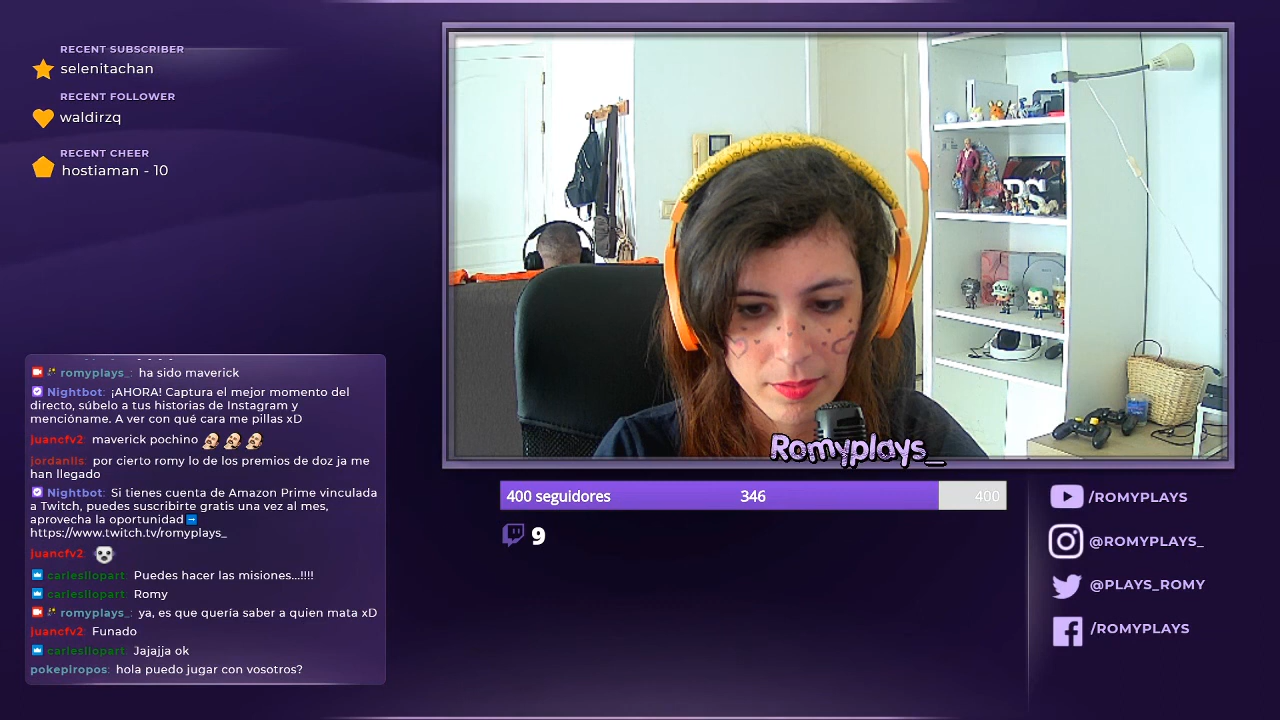 RECENT SUBSCRIBER
selenitachan
RECENT FOLLOWER
waldirzq
RECENT CHEER
hostiaman - 10
romyplays_: ha sido maverick
Nightbot: ¡AHORA! Captura el mejor momento del
directo, súbelo a tus historias de Instagram y
mencióname. A ver con qué cara me pillas xD
juancfv2: maverick pochino
jordanlls: por cierto romy lo de los premios de doz ja me
han llegado
Nightbot: Si tienes cuenta de Amazon Prime vinculada
a Twitch, puedes suscribirte gratis una vez al mes,
aprovecha la oportunidad
https://www.twitch.tv/romyplays_
juancfv2:
carlesllopart: Puedes hacer las misiones...!!!!
carlesllopart: Romy
romyplays_: ya, es que quería saber a quien mata xD
juancfv2: Funado
carlesllopart: Jajajja ok
pokepiropos: hola puedo jugar con vosotros?
Romyplays_
400 seguidores 346 400
9
/ROMYPLAYS
@ROMYPLAYS_
@PLAYS_ROMY
/ROMYPLAYS